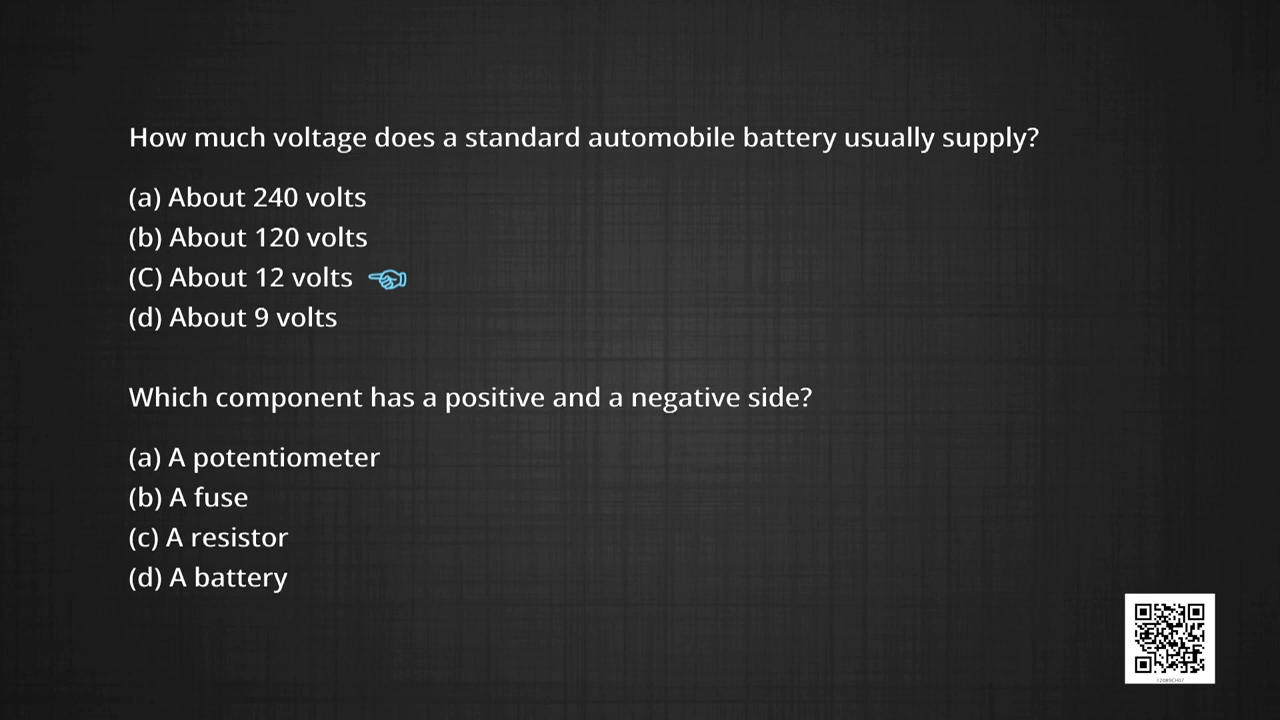 How much voltage does a standard automobile battery usually supply?
(a) About 240 volts
(b) About 120 volts
(C) About 12 volts
(d) About 9 volts
Which component has a positive and a negative side?
(a) A potentiometer
(b) A fuse
(c) A resistor
(d) A battery